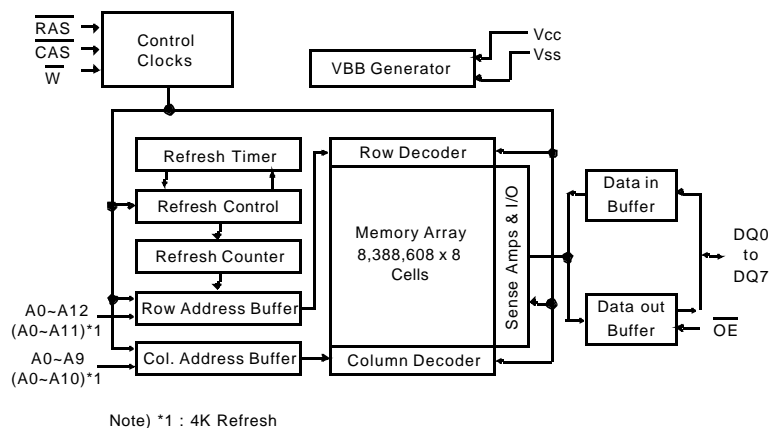 RAS
CAS
W
Control
Clocks
VBB Generator
Vcc
Vss
Refresh Timer
Refresh Control
Refresh Counter
Row Address Buffer
Col. Address Buffer
A0~A12
(A0~A11)*1
A0~A9
(A0~A10)*1
Row Decoder
Memory Array
8,388,608 x 8
Cells
Column Decoder
Sense Amps & I/O
Data in
Buffer
Data out
Buffer
DQ0
to
DQ7
OE
Note) *1 : 4K Refresh